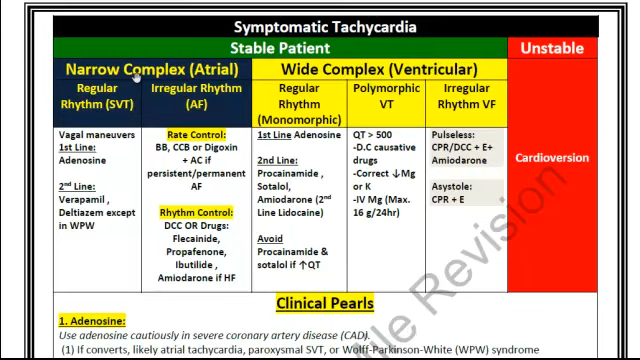 Symptomatic Tachycardia
Stable Patient
Unstable
Narrow Complex (Atrial)
Wide Complex (Ventricular)
Regular
Rhythm (SVT)
Irregular Rhythm
(AF)
Regular
Rhythm
(Monomorphic)
Polymorphic
VT
Irregular
Rhythm VF
Vagal maneuvers
1st Line:
Adenosine
2nd Line:
Verapamil,
Deltiazem except
in WPW
Rate Control:
BB, CCB or Digoxin
+ AC if
persistent/permanent
AF
Rhythm Control:
DCC OR Drugs:
Flecainide,
Propafenone,
Ibutilide,
Amiodarone if HF
1st Line Adenosine
2nd Line:
Procainamide,
Sotalol,
Amiodarone (2nd
Line Lidocaine)
Avoid
Procainamide &
sotalol if ↑QT
QT > 500
-D.C causative
drugs
-Correct ↓Mg
or K
-IV Mg (Max.
16 g/24hr)
Pulseless:
CPR/DCC + E+
Amiodarone
Asystole:
CPR + E
Cardioversion
Clinical Pearls
1. Adenosine:
Use adenosine cautiously in severe coronary artery disease (CAD).
(1) If converts, likely atrial tachycardia, paroxysmal SVT, or Wolff-Parkinson-White (WPW) syndrome
Revision